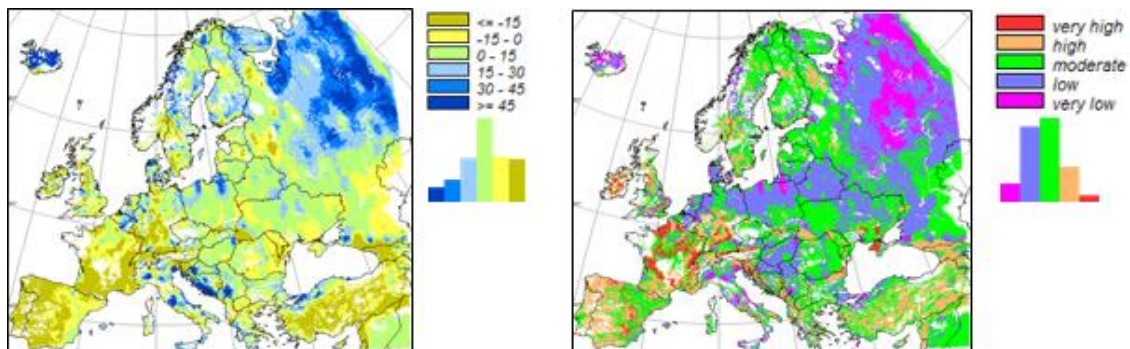 <= -15
-15 - 0
0 - 15
15 - 30
30 - 45
>= 45
very high
high
moderate
low
very low